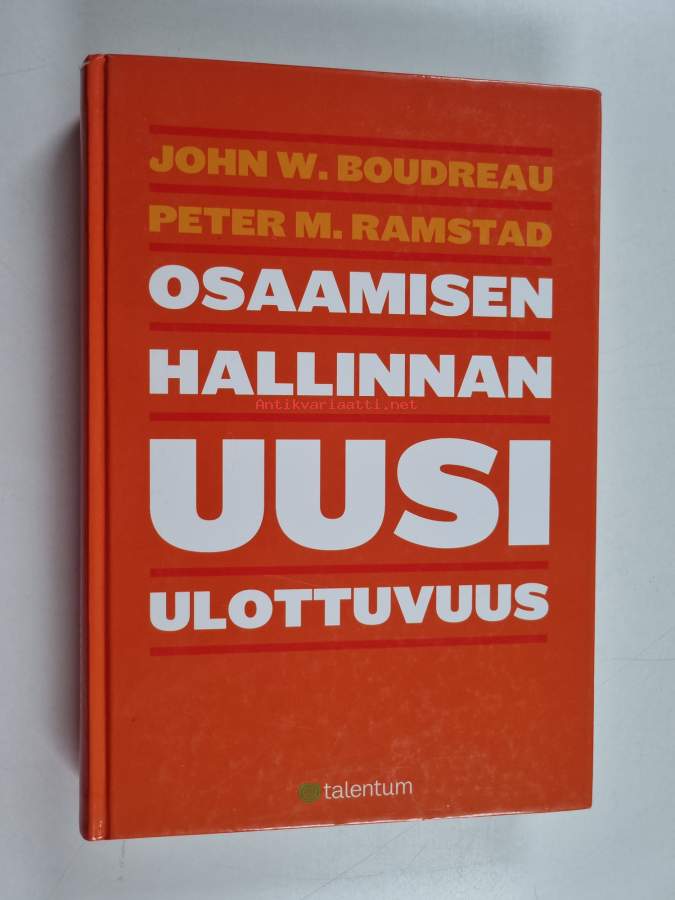 JOHN W. BOUDREAU
PETER M. RAMSTAD
OSAAMISEN
HALLINNAN
Antikvariaatti.net
UUSI
ULOTTUVUUS
talentum